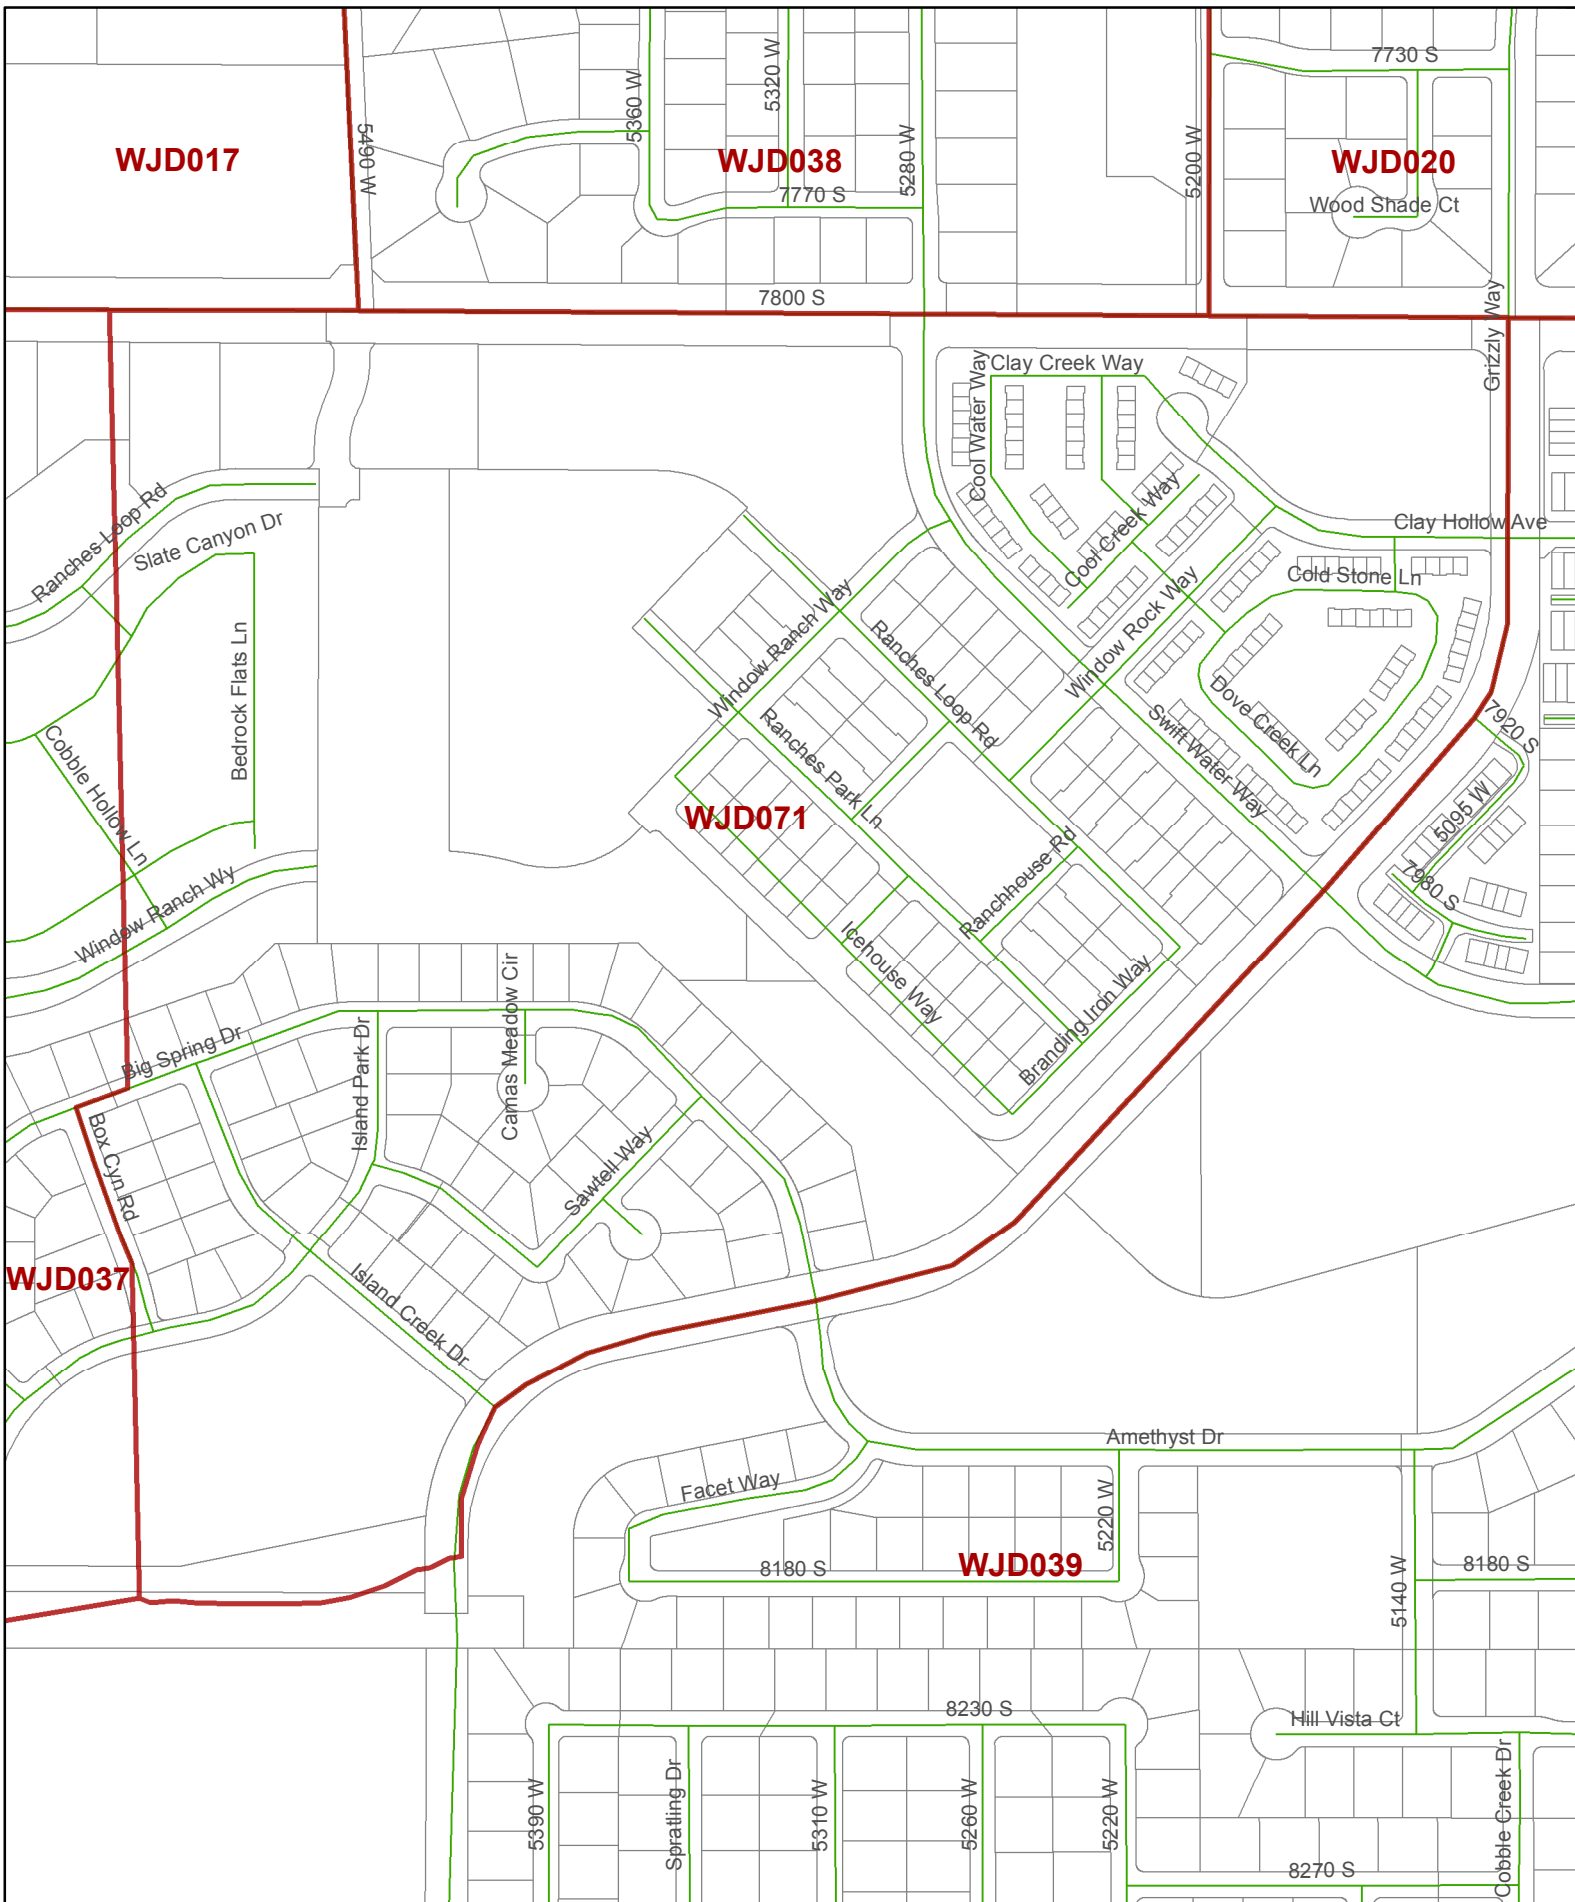 7730 S
5320 W
5360 W
5280 W
5200 W
5490 W
WJD017
WJD038
WJD020
7770 S
Wood Shade Ct
7800 S
Grizzly Way
Clay Creek Way
Cool Water Way
Ranches Loop Rd
Slate Canyon Dr
Cool Creek Way
Clay Hollow Ave
Cold Stone Ln
Window Ranch Way
Ranches Loop Rd
Window Rock Way
Bedrock Flats Ln
Dove Creek Ln
Swift Water Way
7920 S
Cobble Hollow Ln
Ranches Park Ln
WJD071
5095 W
Ranchhouse Rd
7980 S
Window Ranch Wy
Icehouse Way
Branding Iron Way
Big Spring Dr
Island Park Dr
Camas Meadow Cir
Box Cyn Rd
Sawtell Way
WJD037
Island Creek Dr
Amethyst Dr
Facet Way
5220 W
8180 S
WJD039
8180 S
5140 W
8230 S
Hill Vista Ct
5390 W
Spratling Dr
5310 W
5260 W
5220 W
Cobble Creek Dr
8270 S